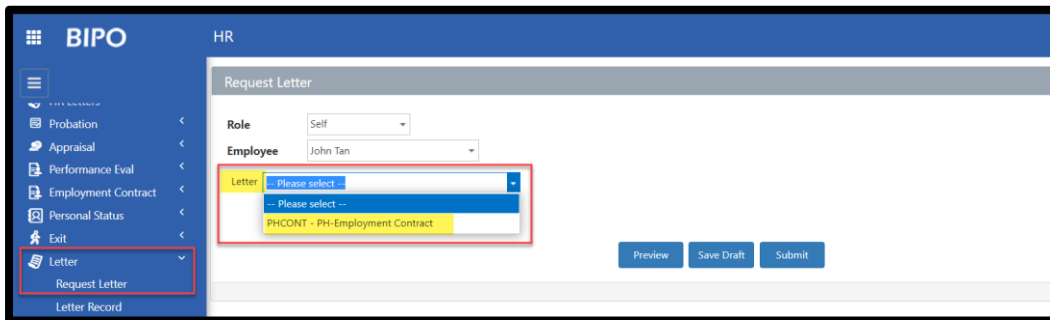 BIPO
HR
Request Letter
Probation
Appraisal
Performance Eval
Employment Contract
Personal Status
Exit
Letter
Request Letter
Letter Record
Role Self
Employee John Tan
Letter -- Please select --
-- Please select --
PHCONT - PH-Employment Contract
Preview Save Draft Submit